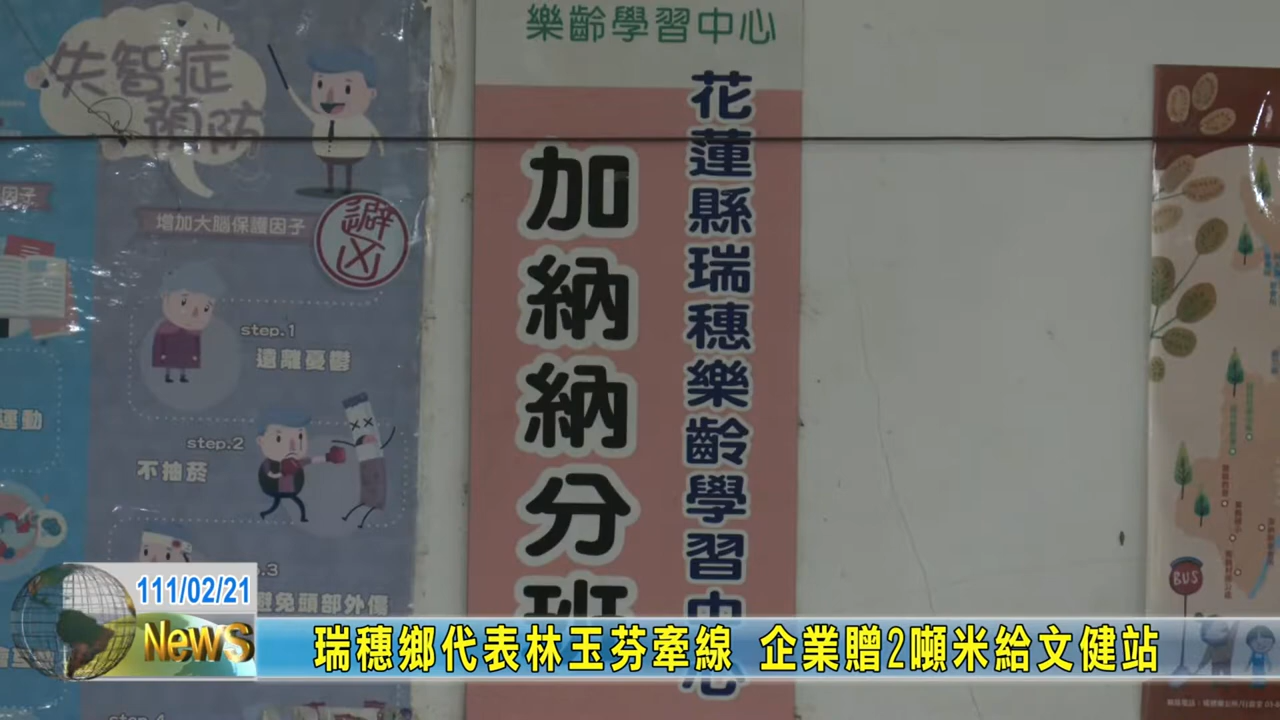 失智症
預防
因子
增加大腦保護因子
避凶
step.1
遠離憂鬱
運動
step.2
不抽菸
避免頭部外傷
step.4
樂齡學習中心
花蓮縣瑞穗樂齡學習中心
加納納分班
BUS
111/02/21
News
瑞穗鄉代表林玉芬牽線 企業贈2噸米給文健站